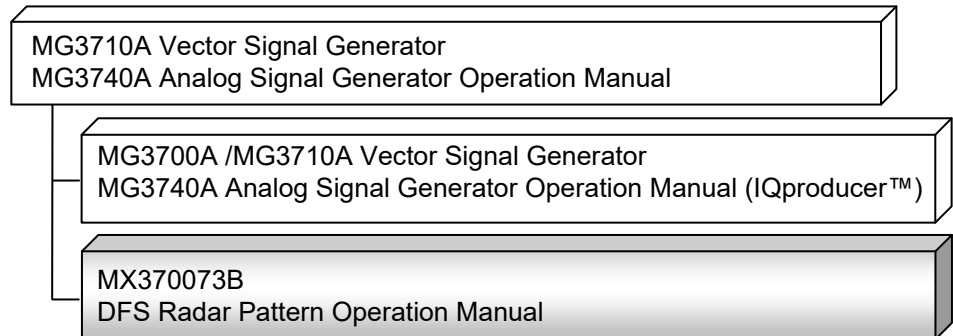 MG3710A Vector Signal Generator
MG3740A Analog Signal Generator Operation Manual
MG3700A /MG3710A Vector Signal Generator
MG3740A Analog Signal Generator Operation Manual (IQproducer™)
MX370073B
DFS Radar Pattern Operation Manual